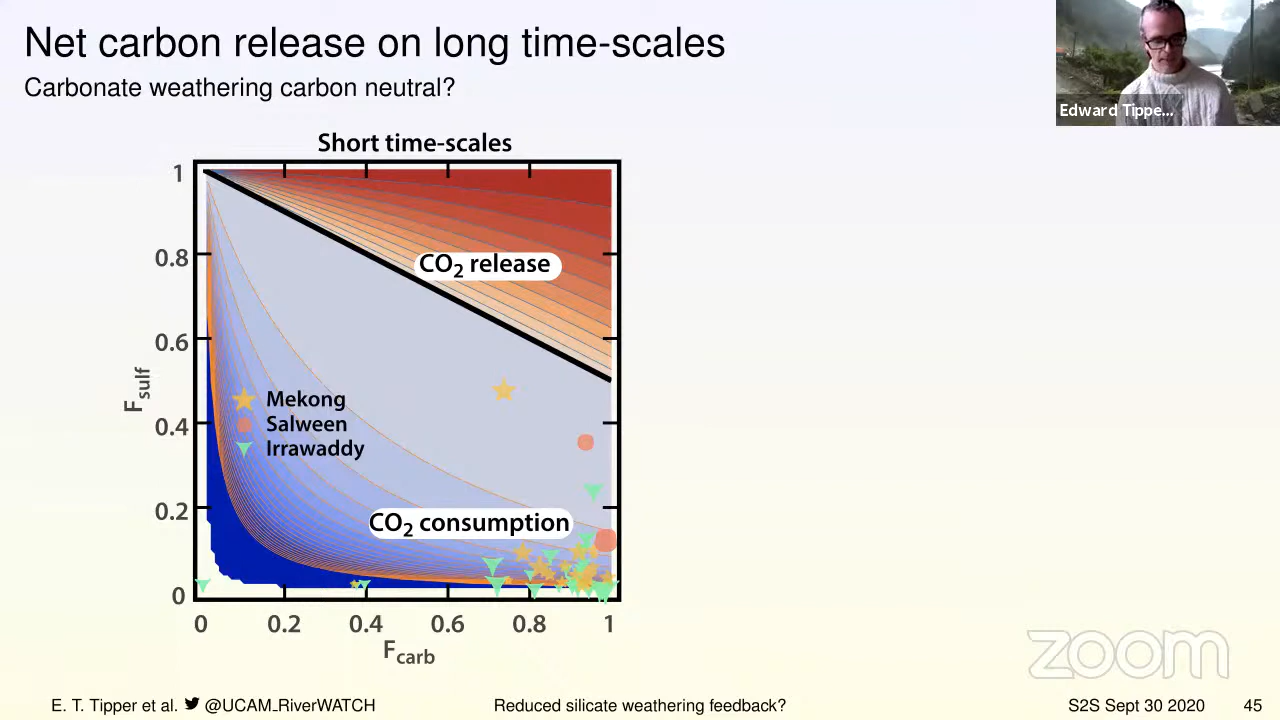 Net carbon release on long time-scales
Carbonate weathering carbon neutral?
Edward Tippe...
Short time-scales
1
0.8
0.6
0.4
0.2
0
F_sulf
CO₂ release
Mekong
Salween
Irrawaddy
CO₂ consumption
0 0.2 0.4 0.6 0.8 1
F_carb
zoom
E. T. Tipper et al. @UCAM_RiverWATCH Reduced silicate weathering feedback? S2S Sept 30 2020 45